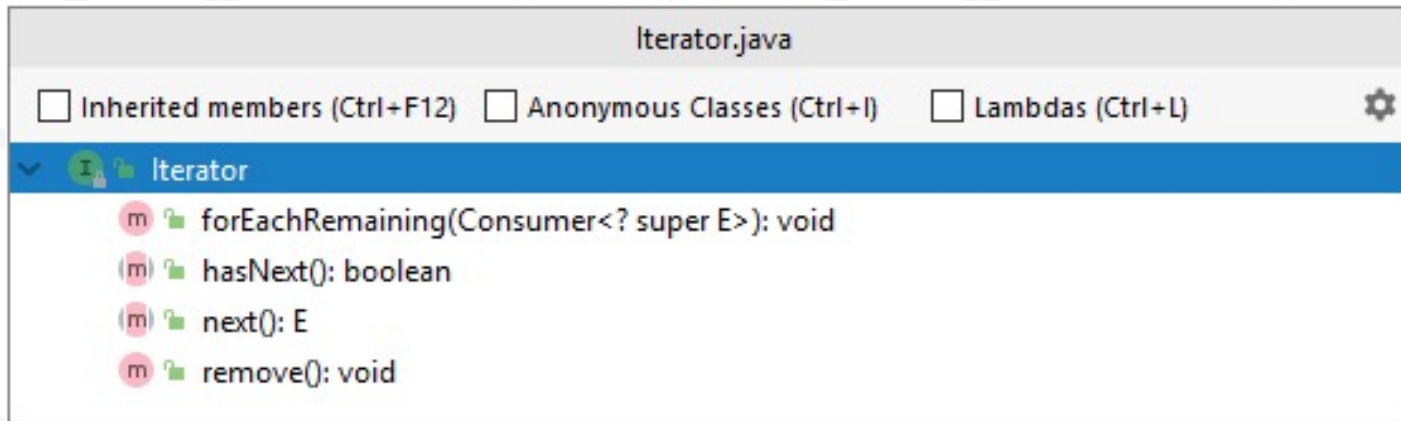 Iterator.java
Inherited members (Ctrl+F12) Anonymous Classes (Ctrl+I) Lambdas (Ctrl+L)
I Iterator
m forEachRemaining(Consumer<? super E>): void
m hasNext(): boolean
m next(): E
m remove(): void